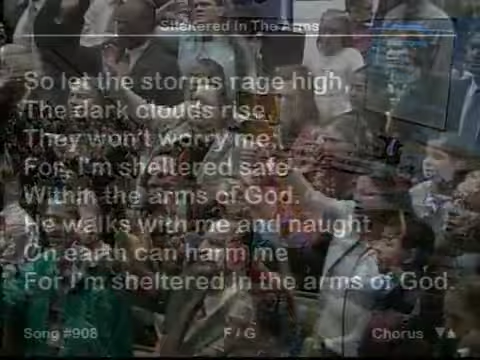 Sheltered In The Arms
So let the storms rage high,
The dark clouds rise,
They won't worry me;
For, I'm sheltered safe
Within the arms of God.
He walks with me and naught
On earth can harm me
For I'm sheltered in the arms of God.
Song #908 F / G Chorus ▼▲